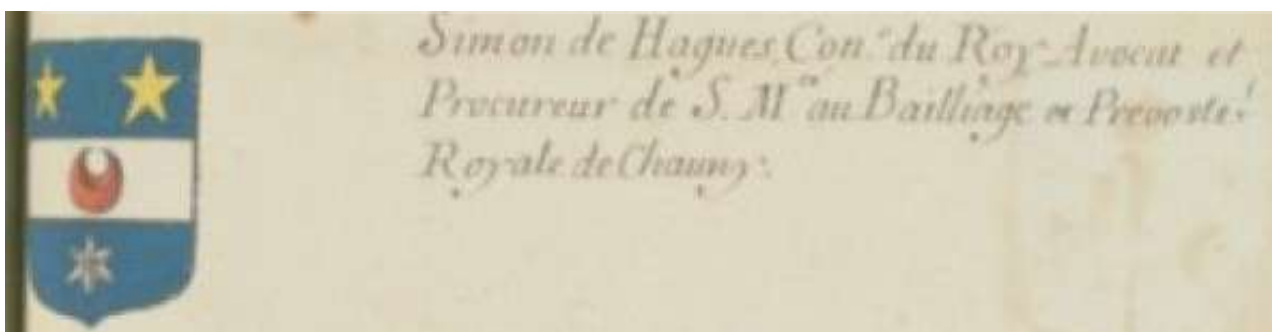 Simon de Hagues, Con.er du Roy Avocat et
Procureur de S. M.té au Bailliage et Prevosté
Royale de Chauny.